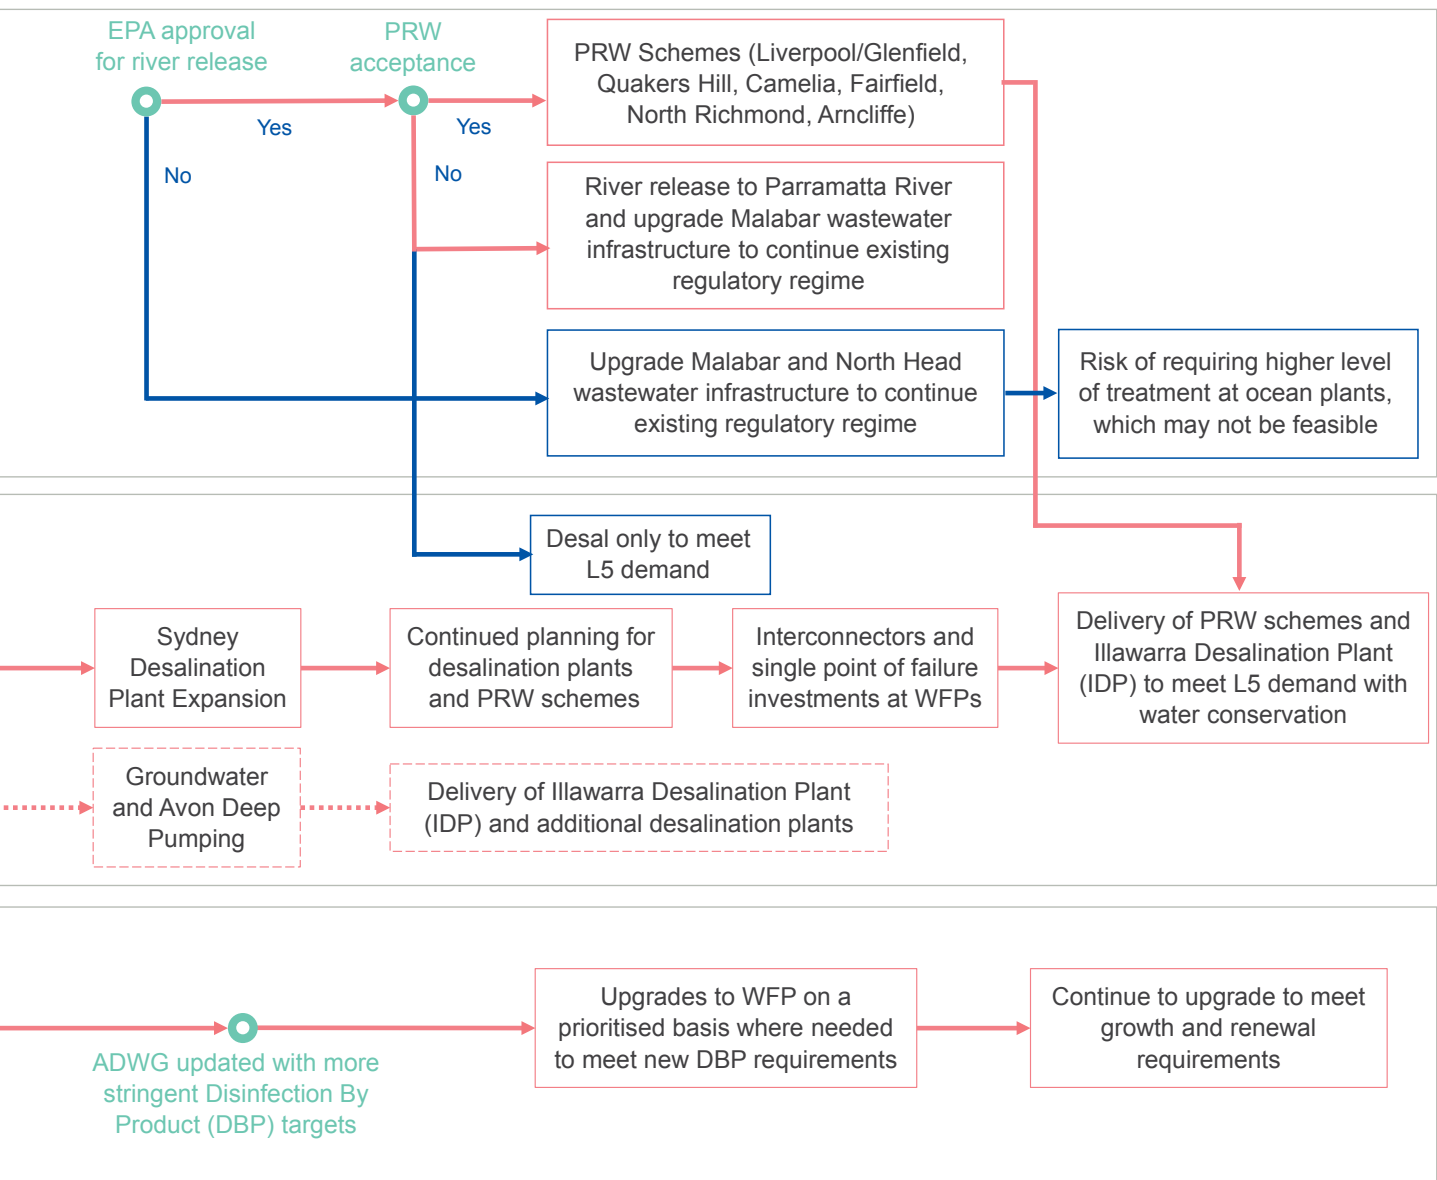 EPA approval
for river release
PRW
acceptance
Yes
No
Yes
No
PRW Schemes (Liverpool/Glenfield,
Quakers Hill, Camelia, Fairfield,
North Richmond, Arncliffe)
River release to Parramatta River
and upgrade Malabar wastewater
infrastructure to continue existing
regulatory regime
Upgrade Malabar and North Head
wastewater infrastructure to continue
existing regulatory regime
Risk of requiring higher level
of treatment at ocean plants,
which may not be feasible
Desal only to meet
L5 demand
Sydney
Desalination
Plant Expansion
Continued planning for
desalination plants
and PRW schemes
Interconnectors and
single point of failure
investments at WFPs
Delivery of PRW schemes and
Illawarra Desalination Plant
(IDP) to meet L5 demand with
water conservation
Groundwater
and Avon Deep
Pumping
Delivery of Illawarra Desalination Plant
(IDP) and additional desalination plants
ADWG updated with more
stringent Disinfection By
Product (DBP) targets
Upgrades to WFP on a
prioritised basis where needed
to meet new DBP requirements
Continue to upgrade to meet
growth and renewal
requirements